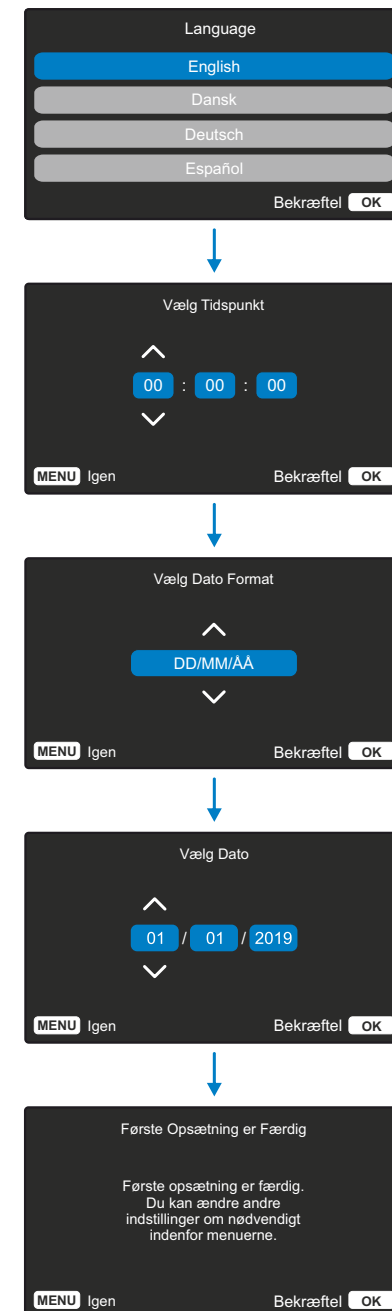 Language
English
Dansk
Deutsch
Español
Bekræftel OK
Vælg Tidspunkt
00 : 00 : 00
MENU Igen Bekræftel OK
Vælg Dato Format
DD/MM/ÅÅ
MENU Igen Bekræftel OK
Vælg Dato
01 / 01 / 2019
MENU Igen Bekræftel OK
Første Opsætning er Færdig
Første opsætning er færdig.
Du kan ændre andre
indstillinger om nødvendigt
indenfor menuerne.
MENU Igen Bekræftel OK